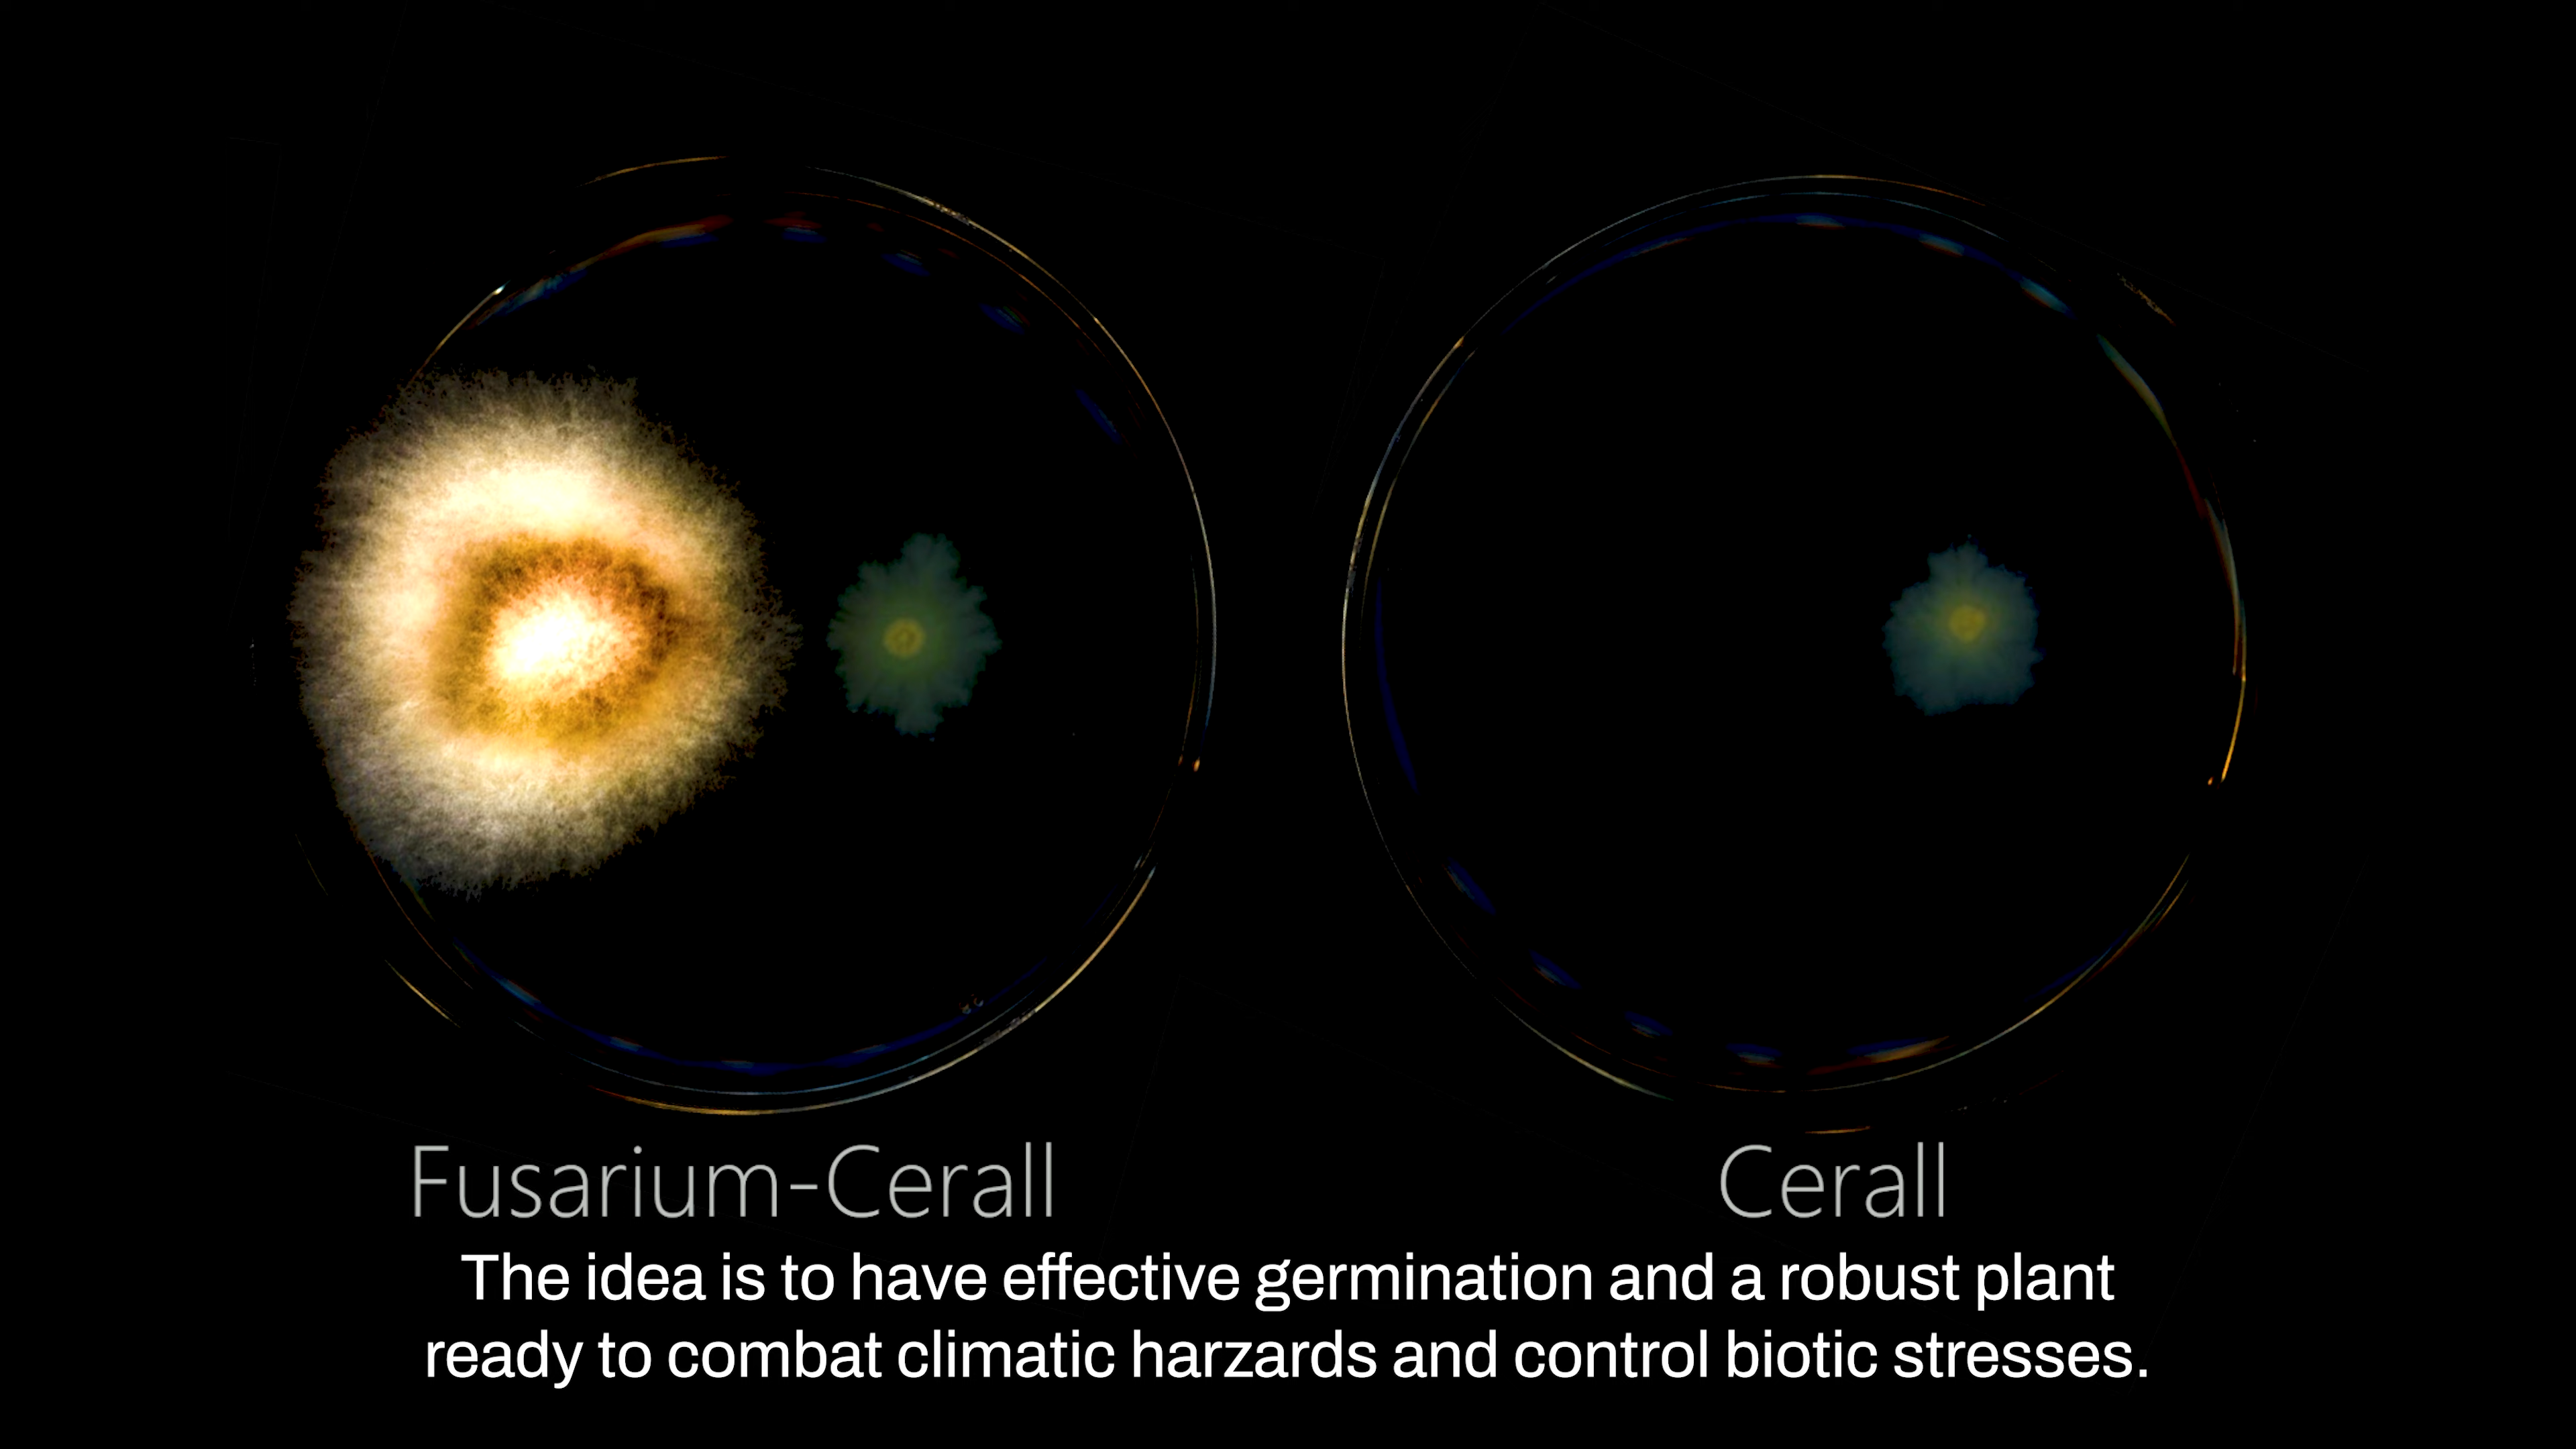 Fusarium-Cerall
Cerall
The idea is to have effective germination and a robust plant
ready to combat climatic harzards and control biotic stresses.